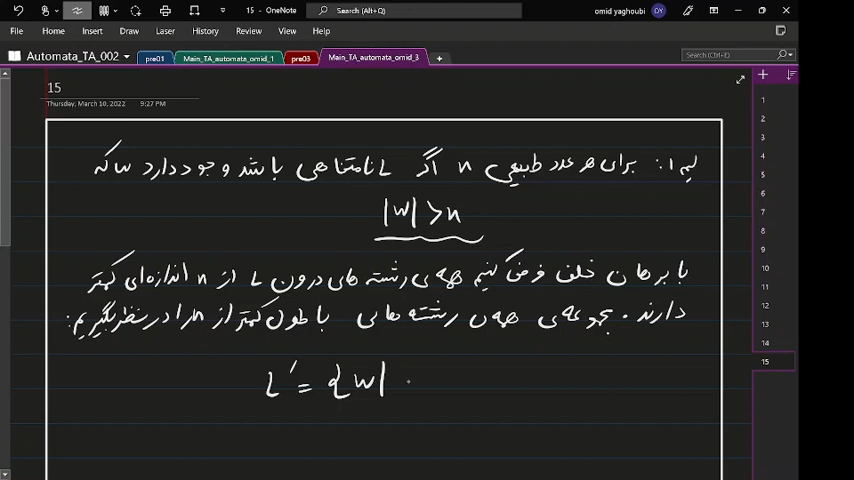 15 - OneNote
Search (Alt+Q)
omid yaghoubi
OY
File
Home
Insert
Draw
Laser
History
Review
View
Help
Automata_TA_002
pre01
Main_TA_automata_omid_1
pre03
Main_TA_automata_omid_3
Search (Ctrl+E)
15
Thursday, March 10, 2022 9:27 PM
لم ۱: برای هر عدد طبیعی n اگر L نامتناهی باشد وجود دارد w که
|w| > n
با برهان خلف فرض کنیم همه‌ی رشته های درون L از n اندازه‌ای کمتر
دارند. مجموعه‌ی همه‌ی رشته هایی با طول کمتر از n را در نظر بگیریم:
L' = {w|
1
2
3
4
5
6
7
8
9
10
11
12
13
14
15